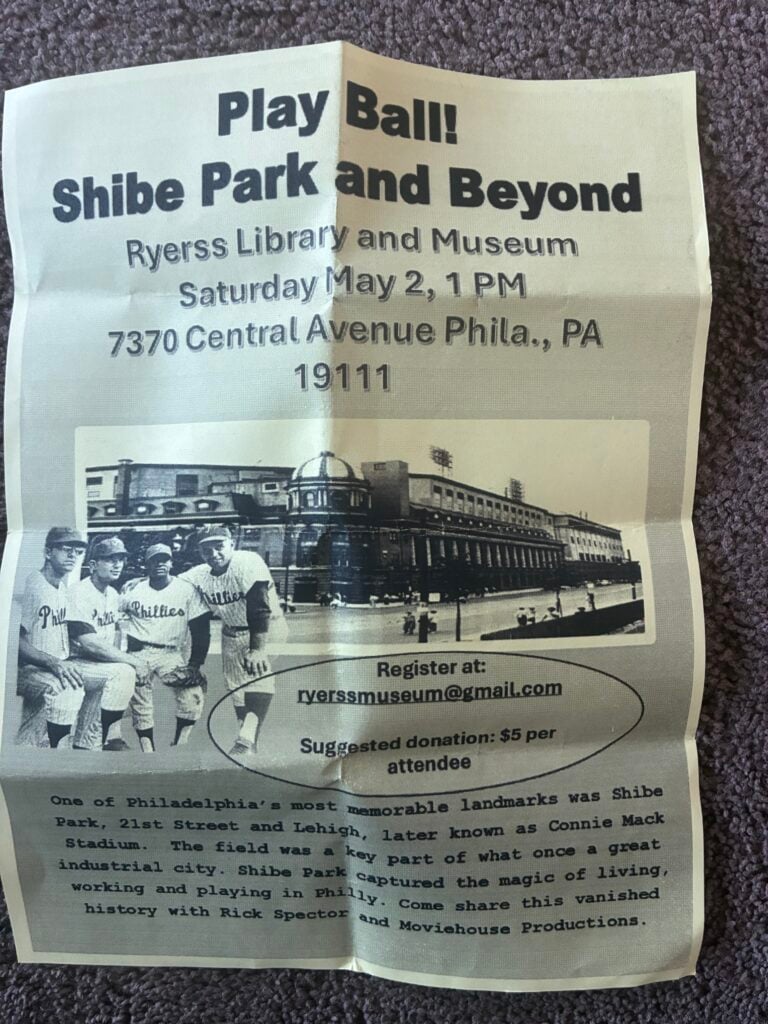 Play Ball!
Shibe Park and Beyond
Ryerss Library and Museum
Saturday May 2, 1 PM
7370 Central Avenue Phila., PA
19111
Phillies
Register at:
ryerssmuseum@gmail.com
Suggested donation: $5 per
attendee
One of Philadelphia's most memorable landmarks was Shibe
Park, 21st Street and Lehigh, later known as Connie Mack
Stadium. The field was a key part of what once a great
industrial city. Shibe Park captured the magic of living,
working and playing in Philly. Come share this vanished
history with Rick Spector and Moviehouse Productions.